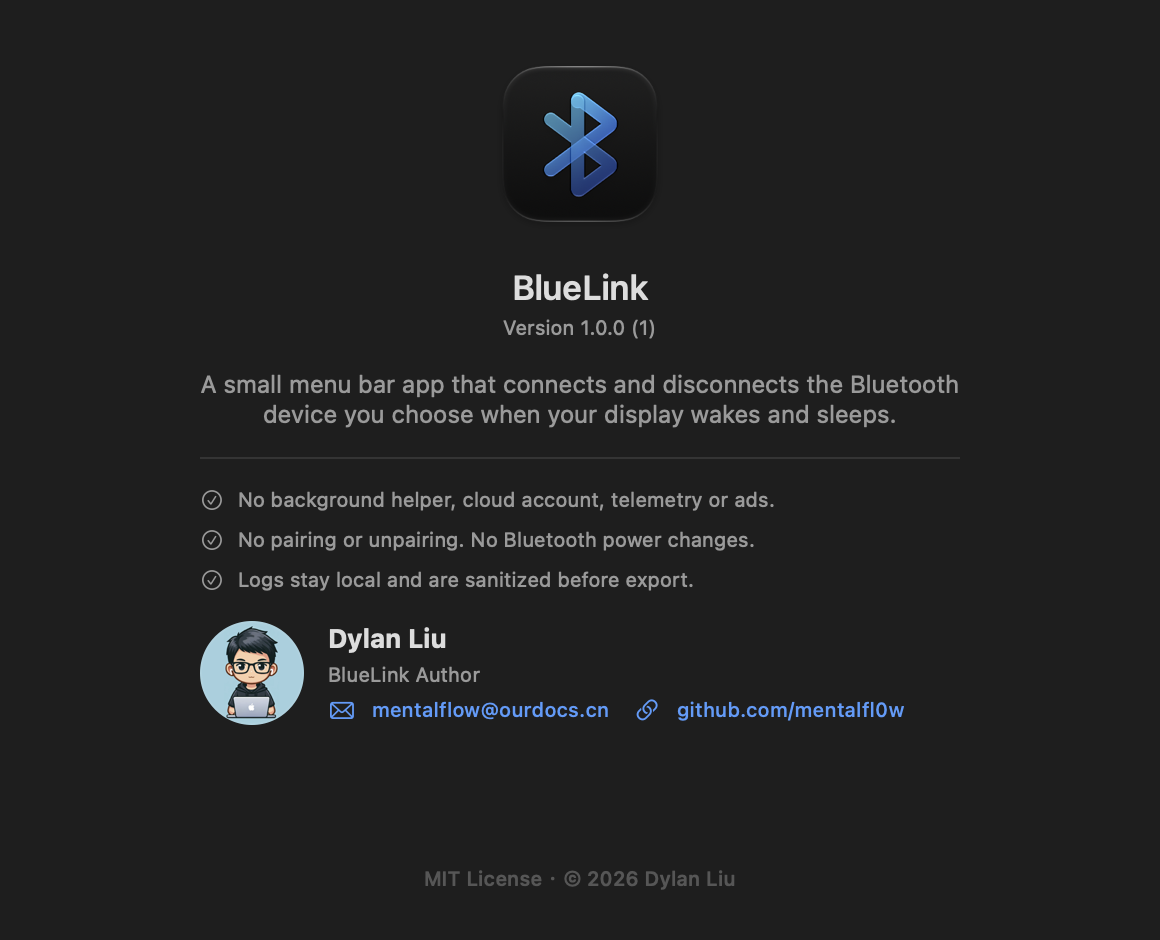 BlueLink
Version 1.0.0 (1)
A small menu bar app that connects and disconnects the Bluetooth
device you choose when your display wakes and sleeps.
No background helper, cloud account, telemetry or ads.
No pairing or unpairing. No Bluetooth power changes.
Logs stay local and are sanitized before export.
Dylan Liu
BlueLink Author
mentalflow@ourdocs.cn github.com/mentalfl0w
MIT License · © 2026 Dylan Liu